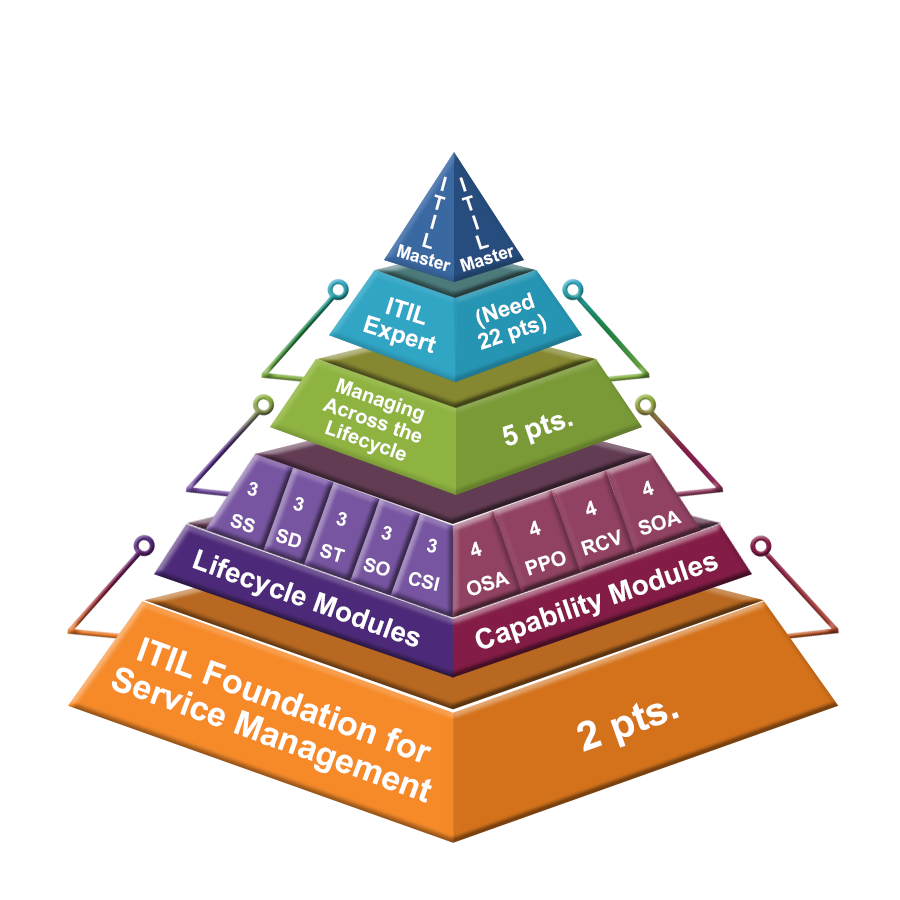 I
T
I
L
Master
I
T
I
L
Master
ITIL
Expert
(Need
22 pts)
Managing
Across the
Lifecycle
5 pts.
3
SS
3
SD
3
ST
3
SO
3
CSI
4
OSA
4
PPO
4
RCV
4
SOA
Lifecycle Modules
Capability Modules
ITIL Foundation for
Service Management
2 pts.